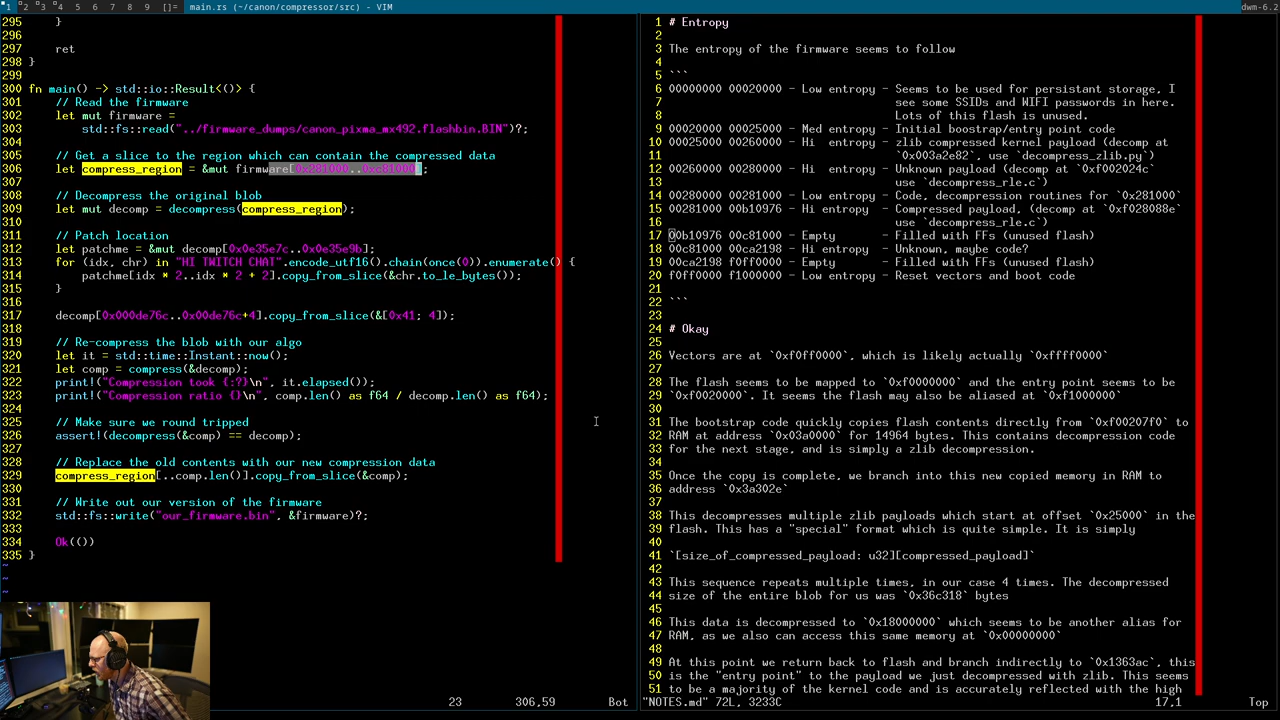 1 2 3 4 5 6 7 8 9 []= main.rs (~/canon/compressor/src) - VIM dwm-6.2
295     }
296
297     ret
298 }
299
300 fn main() -> std::io::Result<()> {
301     // Read the firmware
302     let mut firmware =
303         std::fs::read("../firmware_dumps/canon_pixma_mx492.flashbin.BIN")?;
304
305     // Get a slice to the region which can contain the compressed data
306     let compress_region = &mut firmware[0x281000..0xc81000];
307
308     // Decompress the original blob
309     let mut decomp = decompress(compress_region);
310
311     // Patch location
312     let patchme = &mut decomp[0x0e35e7c..0x0e35e9b];
313     for (idx, chr) in "HI TWITCH CHAT".encode_utf16().chain(once(0)).enumerate() {
314         patchme[idx * 2..idx * 2 + 2].copy_from_slice(&chr.to_le_bytes());
315     }
316
317     decomp[0x000de76c..0x00de76c+4].copy_from_slice(&[0x41; 4]);
318
319     // Re-compress the blob with our algo
320     let it = std::time::Instant::now();
321     let comp = compress(&decomp);
322     print!("Compression took {:?}\n", it.elapsed());
323     print!("Compression ratio {}\n", comp.len() as f64 / decomp.len() as f64);
324
325     // Make sure we round tripped
326     assert!(decompress(&comp) == decomp);
327
328     // Replace the old contents with our new compression data
329     compress_region[..comp.len()].copy_from_slice(&comp);
330
331     // Write out our version of the firmware
332     std::fs::write("our_firmware.bin", &firmware)?;
333
334     Ok(())
335 }
~
~
~
23 306,59 Bot
1 # Entropy
2
3 The entropy of the firmware seems to follow
4
5 ```
6 00000000 00020000 - Low entropy - Seems to be used for persistant storage, I
7                                   see some SSIDs and WIFI passwords in here.
8                                   Lots of this flash is unused.
9 00020000 00025000 - Med entropy - Initial boostrap/entry point code
10 00025000 00260000 - Hi  entropy - zlib compressed kernel payload (decomp at
11                                   `0x003a2e82`, use `decompress_zlib.py`)
12 00260000 00280000 - Hi  entropy - Unknown payload (decomp at `0xf002024c`
13                                   use `decompress_rle.c`)
14 00280000 00281000 - Low entropy - Code, decompression routines for `0x281000`
15 00281000 00b10976 - Hi entropy  - Compressed payload, (decomp at `0xf028088e`
16                                   use `decompress_rle.c`)
17 00b10976 00c81000 - Empty       - Filled with FFs (unused flash)
18 00c81000 00ca2198 - Hi entropy  - Unknown, maybe code?
19 00ca2198 f0ff0000 - Empty       - Filled with FFs (unused flash)
20 f0ff0000 f1000000 - Low entropy - Reset vectors and boot code
21
22 ```
23
24 # Okay
25
26 Vectors are at `0xf0ff0000`, which is likely actually `0xffff0000`
27
28 The flash seems to be mapped to `0xf0000000` and the entry point seems to be
29 `0xf0020000`. It seems the flash may also be aliased at `0xf1000000`
30
31 The bootstrap code quickly copies flash contents directly from `0xf00207f0` to
32 RAM at address `0x03a0000` for 14964 bytes. This contains decompression code
33 for the next stage, and is simply a zlib decompression.
34
35 Once the copy is complete, we branch into this new copied memory in RAM to
36 address `0x3a302e`
37
38 This decompresses multiple zlib payloads which start at offset `0x25000` in the
39 flash. This has a "special" format which is quite simple. It is simply
40
41 `[size_of_compressed_payload: u32][compressed_payload]`
42
43 This sequence repeats multiple times, in our case 4 times. The decompressed
44 size of the entire blob for us was `0x36c318` bytes
45
46 This data is decompressed to `0x18000000` which seems to be another alias for
47 RAM, as we also can access this same memory at `0x00000000`
48
49 At this point we return back to flash and branch indirectly to `0x1363ac`, this
50 is the "entry point" to the payload we just decompressed with zlib. This seems
51 to be a majority of the kernel code and is accurately reflected with the high
"NOTES.md" 72L, 3233C 17,1 Top